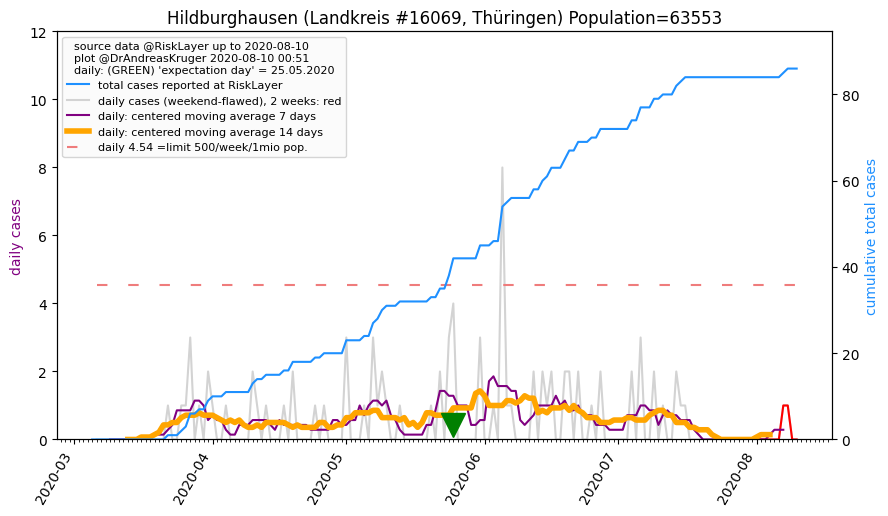 Hildburghausen (Landkreis #16069, Thüringen) Population=63553
source data @RiskLayer up to 2020-08-10
plot @DrAndreasKruger 2020-08-10 00:51
daily: (GREEN) 'expectation day' = 25.05.2020
total cases reported at RiskLayer
daily cases (weekend-flawed), 2 weeks: red
daily: centered moving average 7 days
daily: centered moving average 14 days
daily 4.54 =limit 500/week/1mio pop.
daily cases
12
10
8
6
4
2
0
80
60
40
20
0
cumulative total cases
2020-03
2020-04
2020-05
2020-06
2020-07
2020-08